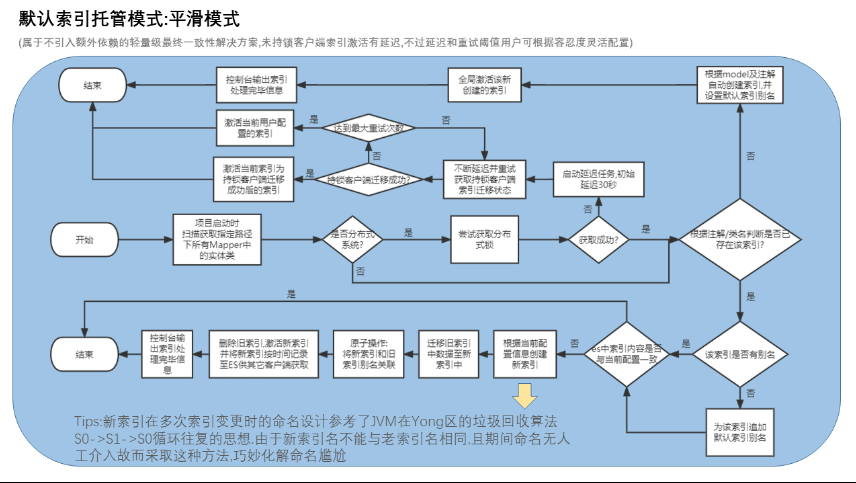 默认索引托管模式:平滑模式
(属于不引入额外依赖的轻量级最终一致性解决方案,未持锁客户端索引激活有延迟,不过延迟和重试阈值用户可根据容忍度灵活配置)
结束
控制台输出索引
处理完毕信息
全局激活该新
创建的索引
根据model及注解
自动创建索引,并
设置默认索引别名
激活当前用户配
置的索引
是
达到最大重试次数
否
否
激活当前索引为
持锁客户端迁移
成功后的索引
是
否
持锁客户端迁移成功?
不断延迟并重试
获取持锁客户端
索引迁移状态
启动延迟任务,初始
延迟30秒
否
开始
项目启动时
扫描获取指定路径
下所有Mapper中
的实体类
是否分布式
系统?
是
尝试获取分布
式锁
获取成功?
是
根据注解/类名判断是否已
存在该索引?
否
是
是
结束
控制台输
出索引处
理完毕信
息
删除旧索引,激活新索引
并将新索引按时间记录
至ES供其它客户端获取
原子操作:
将新索引和旧
索引别名关联
迁移旧索引
中数据至新
索引中
根据当前配
置信息创建
新索引
否
es中索引内容是否
与当前配置一致
是
该索引是否有别名
否
为该索引追加
默认索引别名
Tips:新索引在多次索引变更时的命名设计参考了JVM在Yong区的垃圾回收算法
S0->S1->S0循环往复的思想.由于新索引名不能与老索引名相同,且期间命名无人
工介入故而采取这种方法,巧妙化解命名尴尬